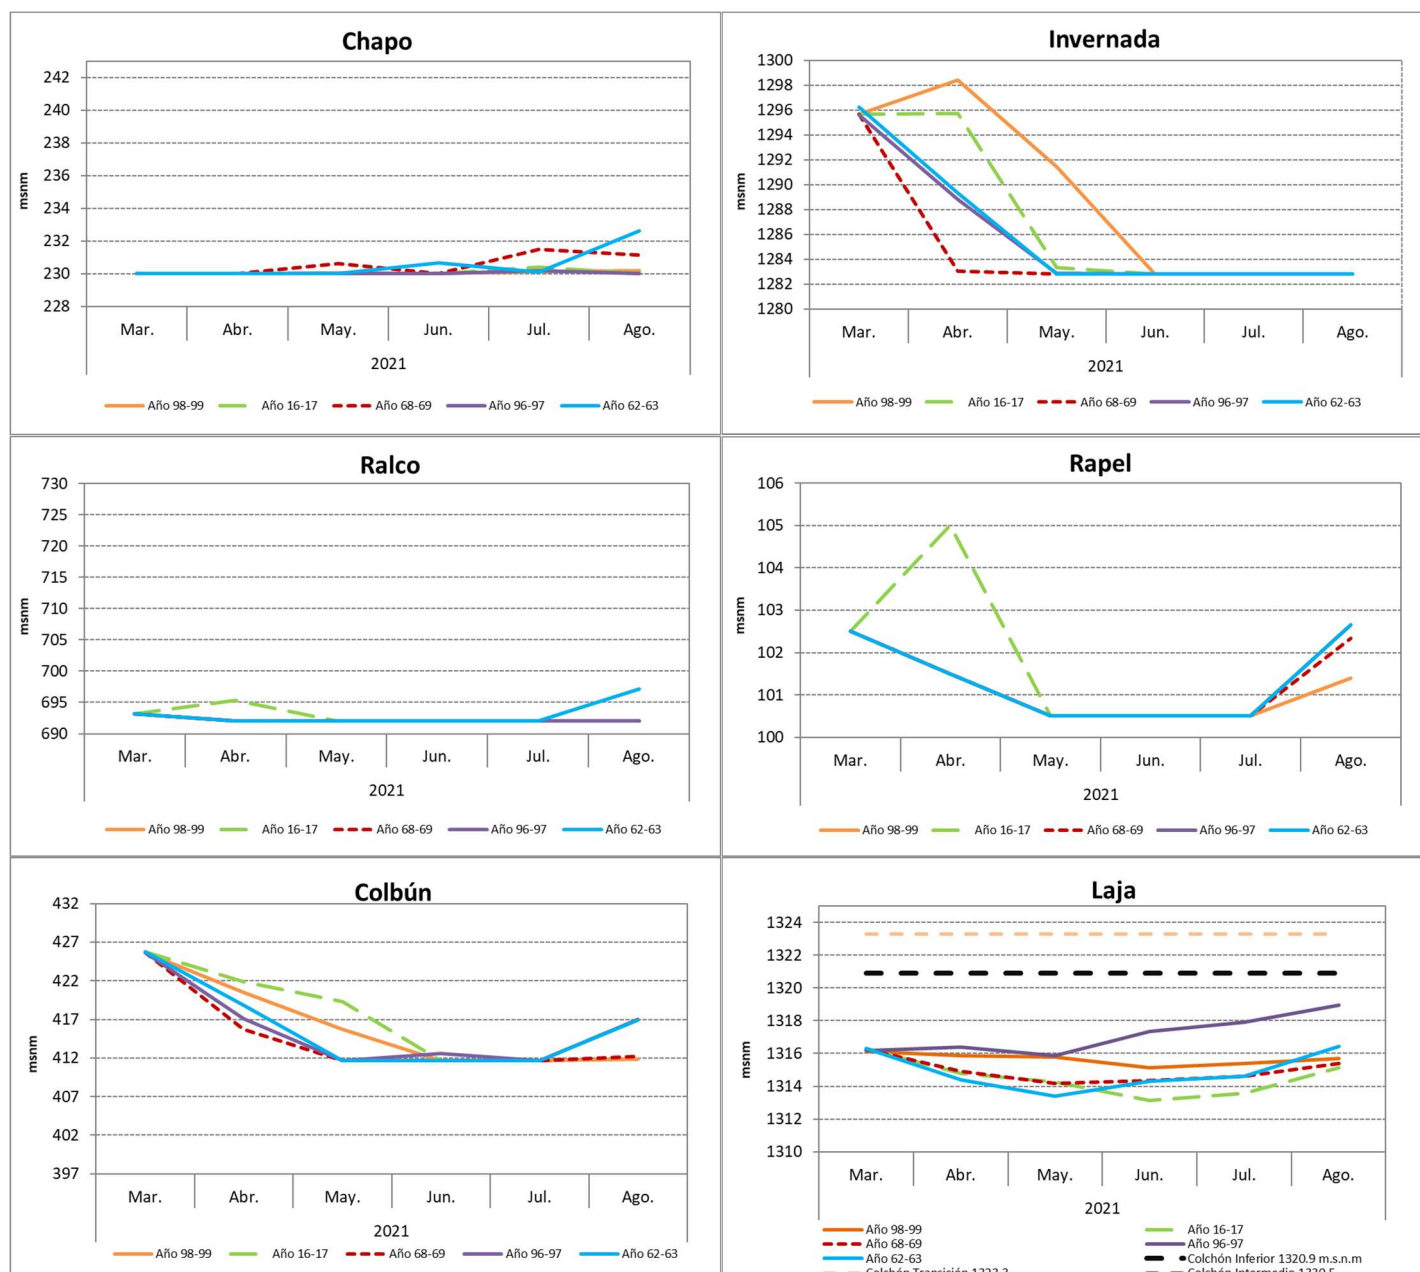 Chapo
242
240
238
236
234
232
230
228
msnm
Mar. Abr. May. Jun. Jul. Ago.
2021
Año 98-99 Año 16-17 Año 68-69 Año 96-97 Año 62-63
Invernada
1300
1298
1296
1294
1292
1290
1288
1286
1284
1282
1280
msnm
Mar. Abr. May. Jun. Jul. Ago.
2021
Año 98-99 Año 16-17 Año 68-69 Año 96-97 Año 62-63
Ralco
730
725
720
715
710
705
700
695
690
msnm
Mar. Abr. May. Jun. Jul. Ago.
2021
Año 98-99 Año 16-17 Año 68-69 Año 96-97 Año 62-63
Rapel
106
105
104
103
102
101
100
msnm
Mar. Abr. May. Jun. Jul. Ago.
2021
Año 98-99 Año 16-17 Año 68-69 Año 96-97 Año 62-63
Colbún
432
427
422
417
412
407
402
397
msnm
Mar. Abr. May. Jun. Jul. Ago.
2021
Año 98-99 Año 16-17 Año 68-69 Año 96-97 Año 62-63
Laja
1324
1322
1320
1318
1316
1314
1312
1310
msnm
Mar. Abr. May. Jun. Jul. Ago.
2021
Año 98-99 Año 16-17
Año 68-69 Año 96-97
Año 62-63 Colchón Inferior 1320.9 m.s.n.m
Colchón Transición Colchón Intermedio